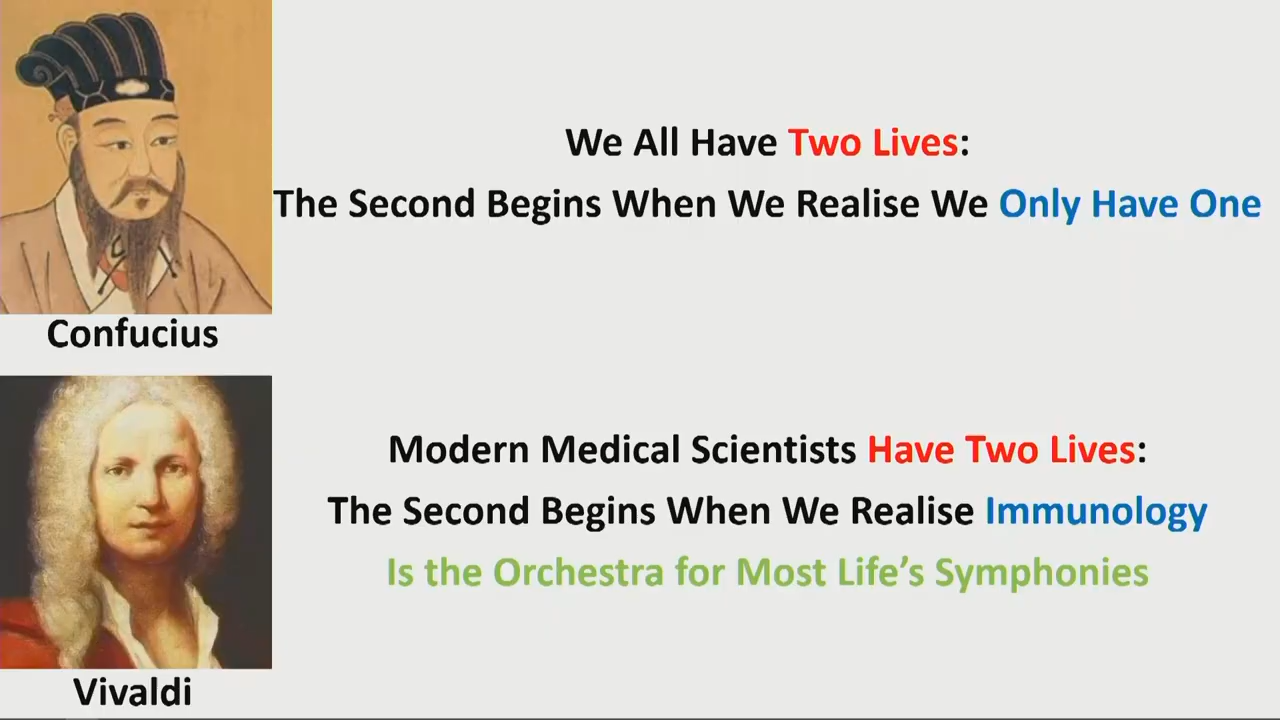 We All Have Two Lives:
The Second Begins When We Realise We Only Have One
Confucius
Modern Medical Scientists Have Two Lives:
The Second Begins When We Realise Immunology
Is the Orchestra for Most Life’s Symphonies
Vivaldi